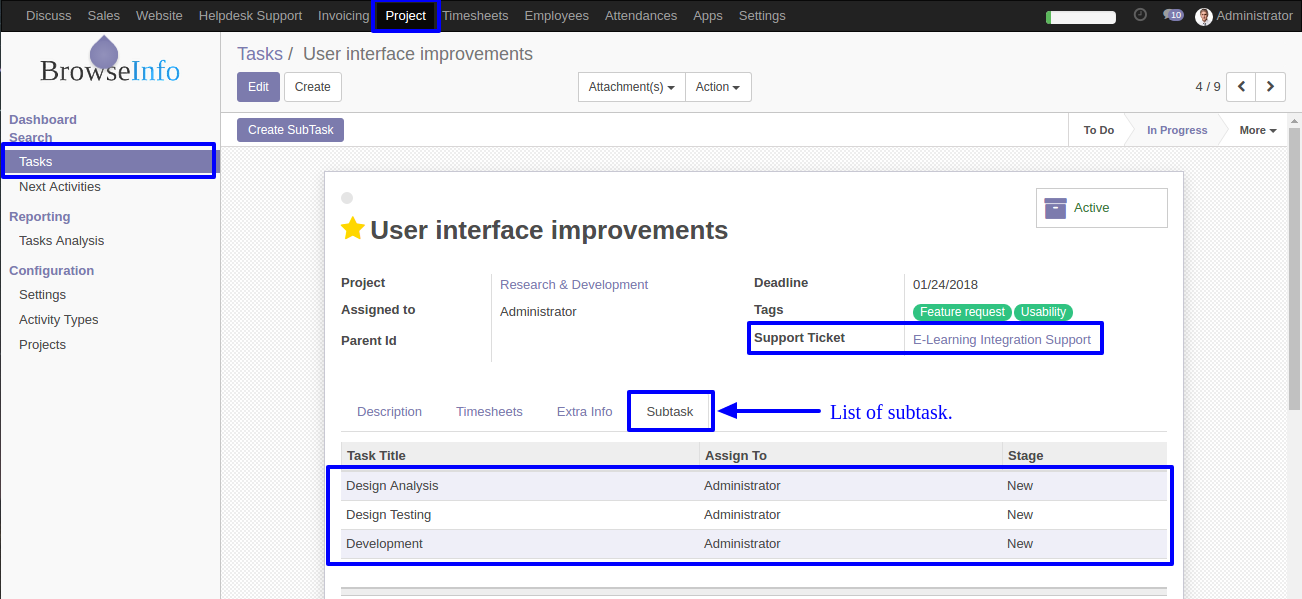 Discuss Sales Website Helpdesk Support Invoicing Project Timesheets Employees Attendances Apps Settings 10 Administrator
BrowseInfo
Dashboard
Search
Tasks
Next Activities
Reporting
Tasks Analysis
Configuration
Settings
Activity Types
Projects
Tasks / User interface improvements
Edit Create Attachment(s) Action 4 / 9
Create SubTask To Do In Progress More
Active
User interface improvements
Project Research & Development
Assigned to Administrator
Parent Id
Deadline 01/24/2018
Tags Feature request Usability
Support Ticket E-Learning Integration Support
Description Timesheets Extra Info Subtask List of subtask.
Task Title Assign To Stage
Design Analysis Administrator New
Design Testing Administrator New
Development Administrator New